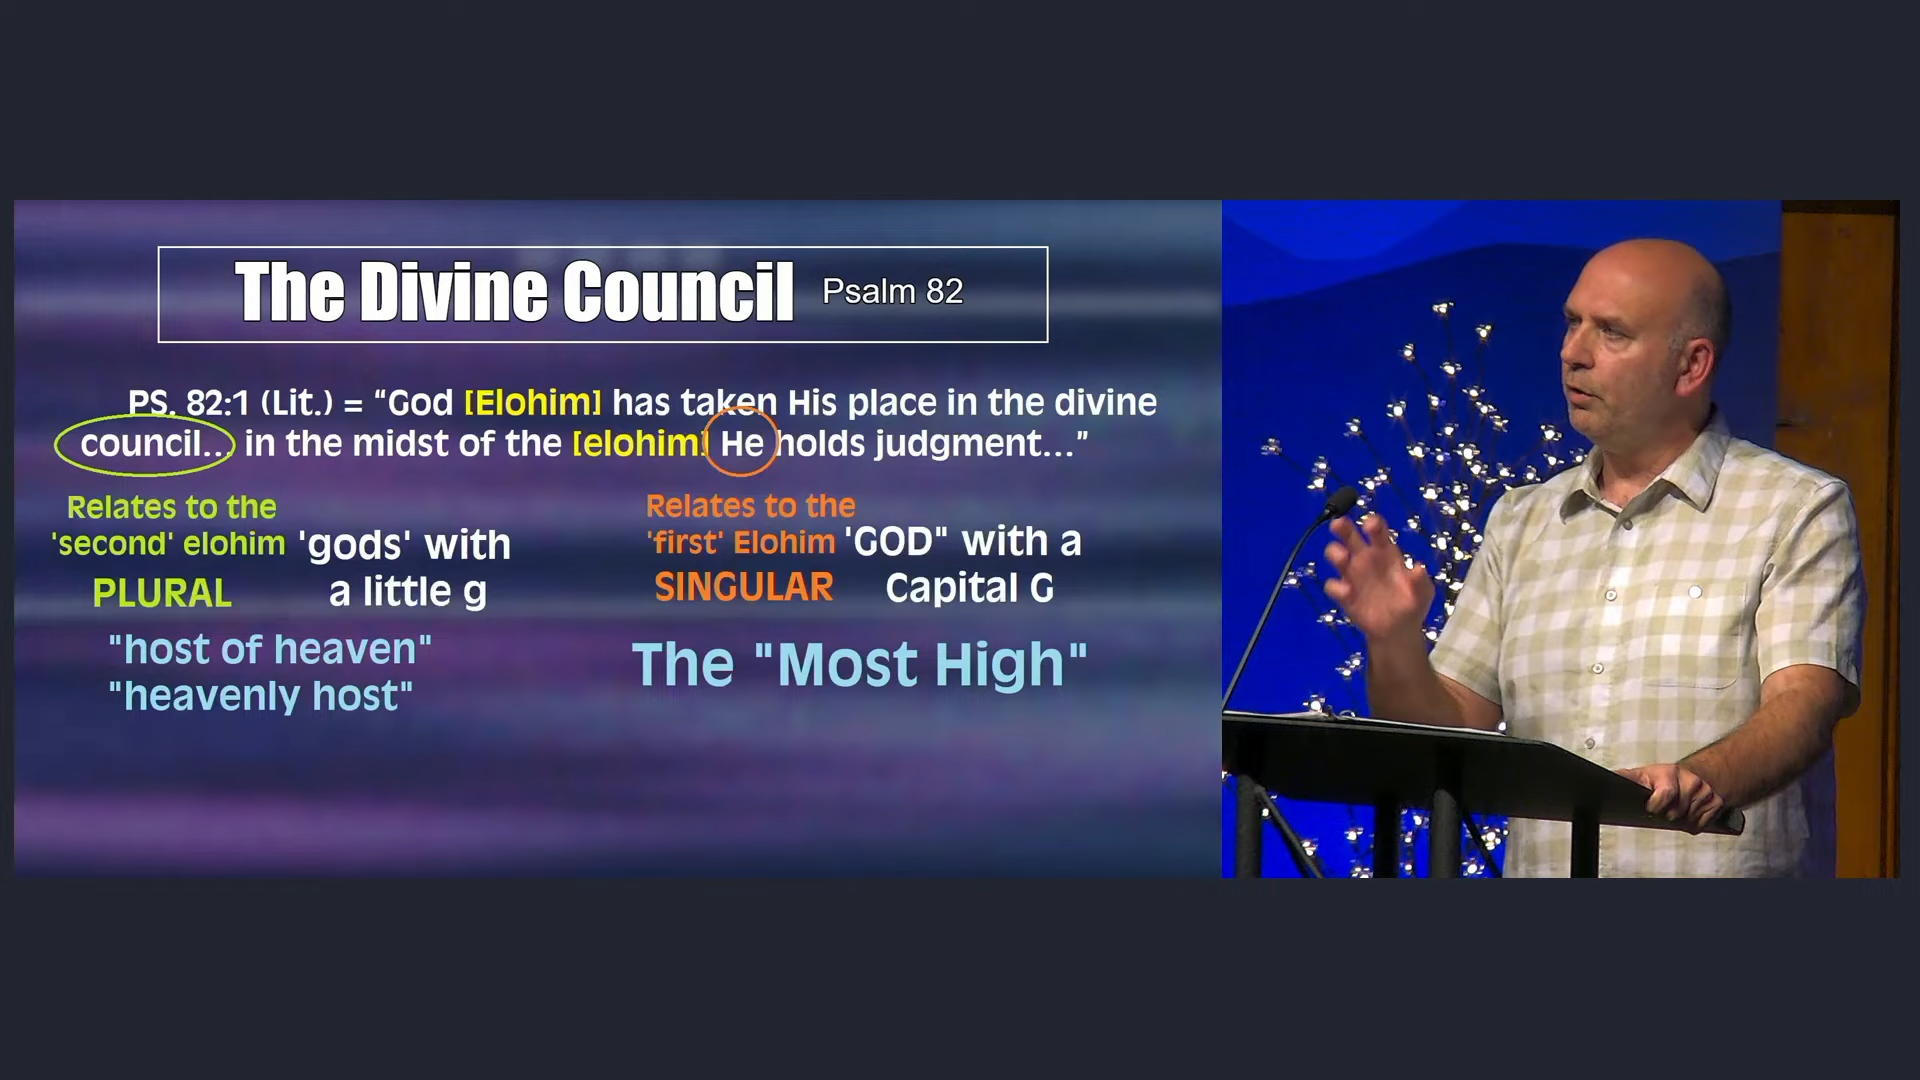 The Divine Council Psalm 82
PS. 82:1 (Lit.) = “God [Elohim] has taken His place in the divine
council... in the midst of the [elohim] He holds judgment...”
Relates to the
'second' elohim 'gods' with
PLURAL a little g
"host of heaven"
"heavenly host"
Relates to the
'first' Elohim 'GOD" with a
SINGULAR Capital G
The "Most High"